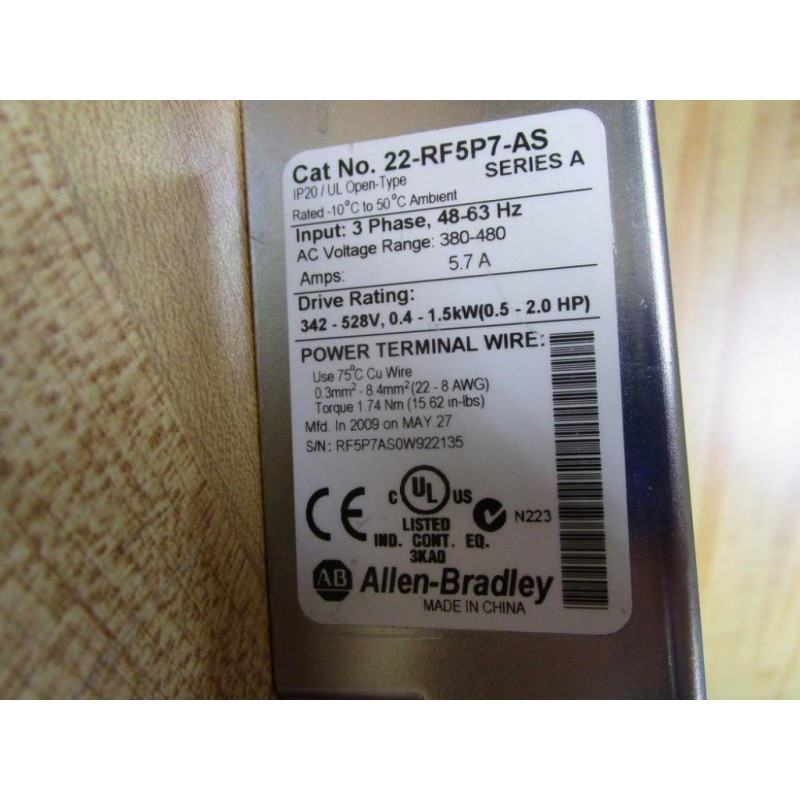 Cat No. 22-RF5P7-AS
IP20 / UL Open-Type SERIES A
Rated -10°C to 50°C Ambient
Input: 3 Phase, 48-63 Hz
AC Voltage Range: 380-480
Amps: 5.7 A
Drive Rating:
342 - 528V, 0.4 - 1.5kW(0.5 - 2.0 HP)
POWER TERMINAL WIRE:
Use 75°C Cu Wire
0.3mm² - 8.4mm² (22 - 8 AWG)
Torque 1.74 Nm (15.62 in-lbs)
Mfd. In 2009 on MAY 27
S/N: RF5P7AS0W922135
CE C UL US N223
LISTED
IND. CONT. EQ.
3KA0
AB Allen-Bradley
MADE IN CHINA